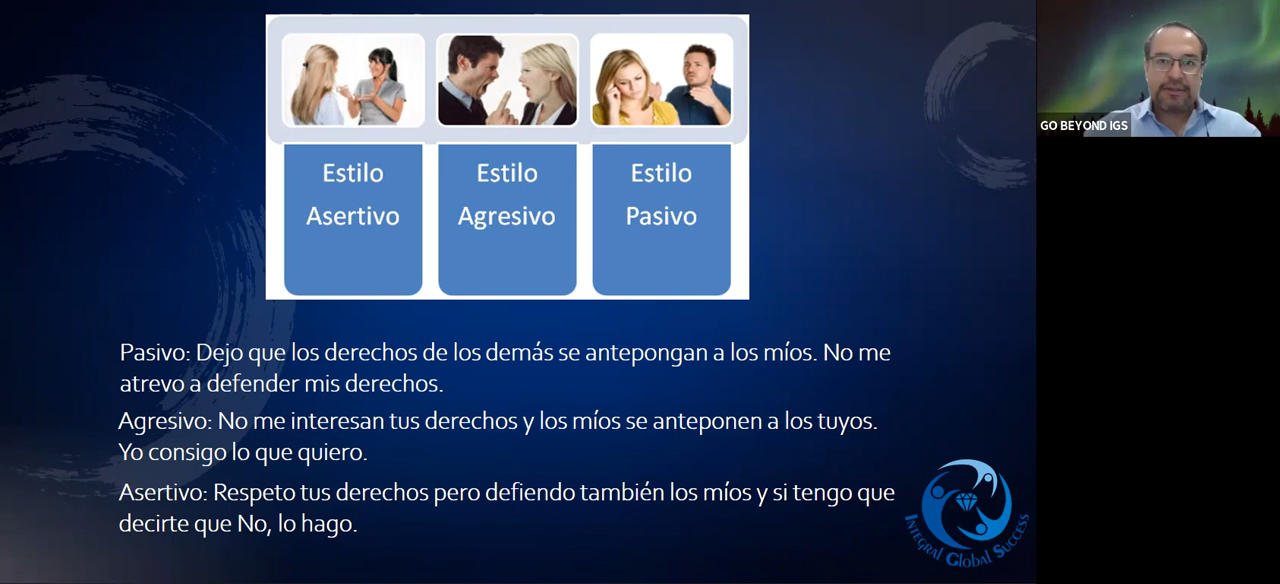 Estilo
Asertivo
Estilo
Agresivo
Estilo
Pasivo
GO BEYOND IGS
Pasivo: Dejo que los derechos de los demás se antepongan a los míos. No me
atrevo a defender mis derechos.
Agresivo: No me interesan tus derechos y los míos se anteponen a los tuyos.
Yo consigo lo que quiero.
Asertivo: Respeto tus derechos pero defiendo también los míos y si tengo que
decirte que No, lo hago.
INTEGRAL GLOBAL SUCCESS